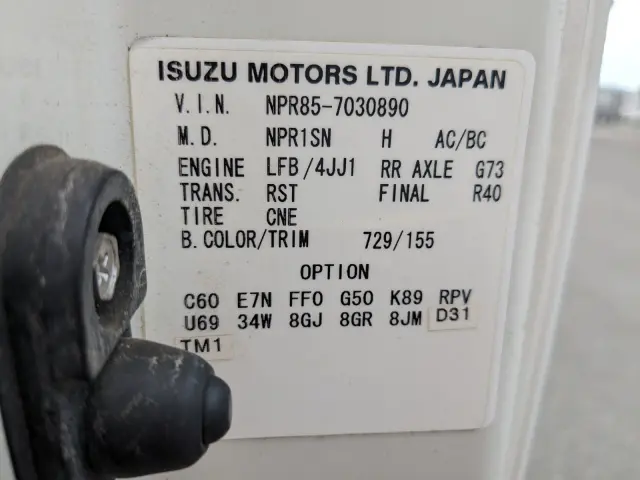 ISUZU MOTORS LTD. JAPAN
V.I.N. NPR85-7030890
M.D. NPR1SN H AC/BC
ENGINE LFB/4JJ1 RR AXLE G73
TRANS. RST FINAL R40
TIRE CNE
B.COLOR/TRIM 729/155
OPTION
C60 E7N FF0 G50 K89 RPV
U69 34W 8GJ 8GR 8JM D31
TM1